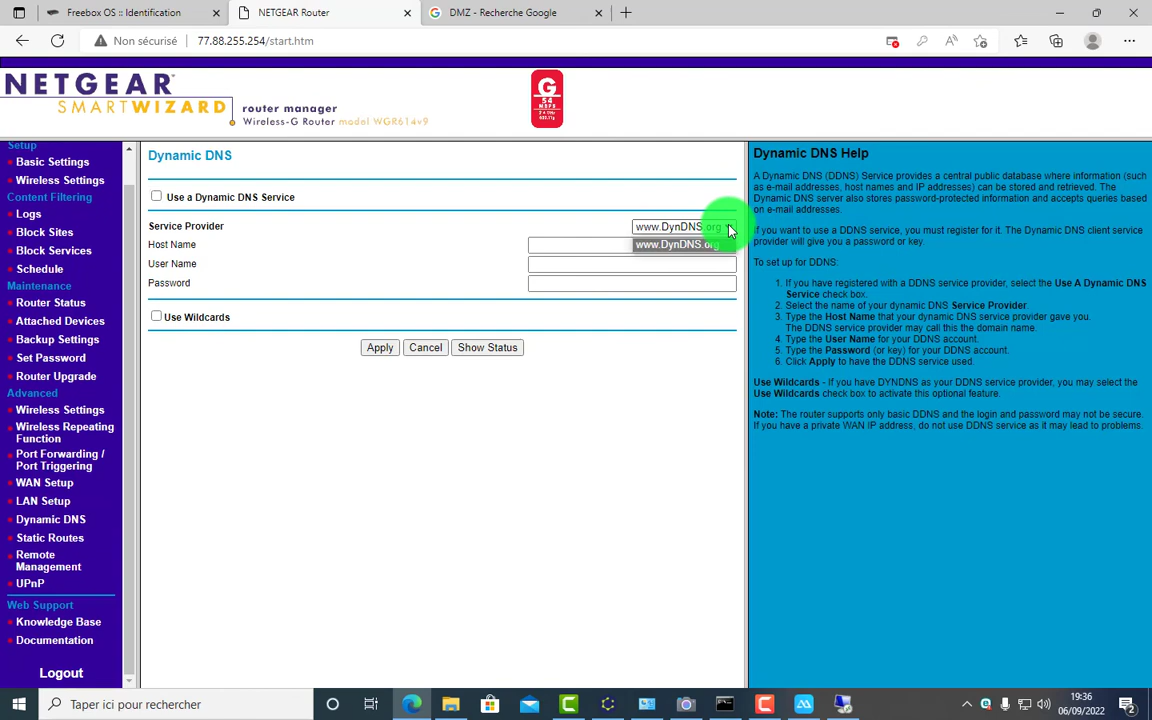 Freebox OS :: Identification
NETGEAR Router
DMZ - Recherche Google
Non sécurisé
77.88.255.254/start.htm
NETGEAR
SMARTWIZARD
router manager
Wireless-G Router model WGR614v9
G
54
MBPS
2.4 GHz
802.11g
Setup
Basic Settings
Wireless Settings
Content Filtering
Logs
Block Sites
Block Services
Schedule
Maintenance
Router Status
Attached Devices
Backup Settings
Set Password
Router Upgrade
Advanced
Wireless Settings
Wireless Repeating
Function
Port Forwarding /
Port Triggering
WAN Setup
LAN Setup
Dynamic DNS
Static Routes
Remote
Management
UPnP
Web Support
Knowledge Base
Documentation
Logout
Dynamic DNS
Use a Dynamic DNS Service
Service Provider
www.DynDNS.org
www.DynDNS.org
Host Name
User Name
Password
Use Wildcards
Apply
Cancel
Show Status
Dynamic DNS Help
A Dynamic DNS (DDNS) Service provides a central public database where information (such
as e-mail addresses, host names and IP addresses) can be stored and retrieved. The
Dynamic DNS server also stores password-protected information and accepts queries based
on e-mail addresses.
If you want to use a DDNS service, you must register for it. The Dynamic DNS client service
provider will give you a password or key.
To set up for DDNS:
1. If you have registered with a DDNS service provider, select the Use A Dynamic DNS
Service check box.
2. Select the name of your dynamic DNS Service Provider.
3. Type the Host Name that your dynamic DNS service provider gave you.
The DDNS service provider may call this the domain name.
4. Type the User Name for your DDNS account.
5. Type the Password (or key) for your DDNS account.
6. Click Apply to have the DDNS service used.
Use Wildcards - If you have DYNDNS as your DDNS service provider, you may select the
Use Wildcards check box to activate this optional feature.
Note: The router supports only basic DDNS and the login and password may not be secure.
If you have a private WAN IP address, do not use DDNS service as it may lead to problems.
Taper ici pour rechercher
19:36
06/09/2022
2